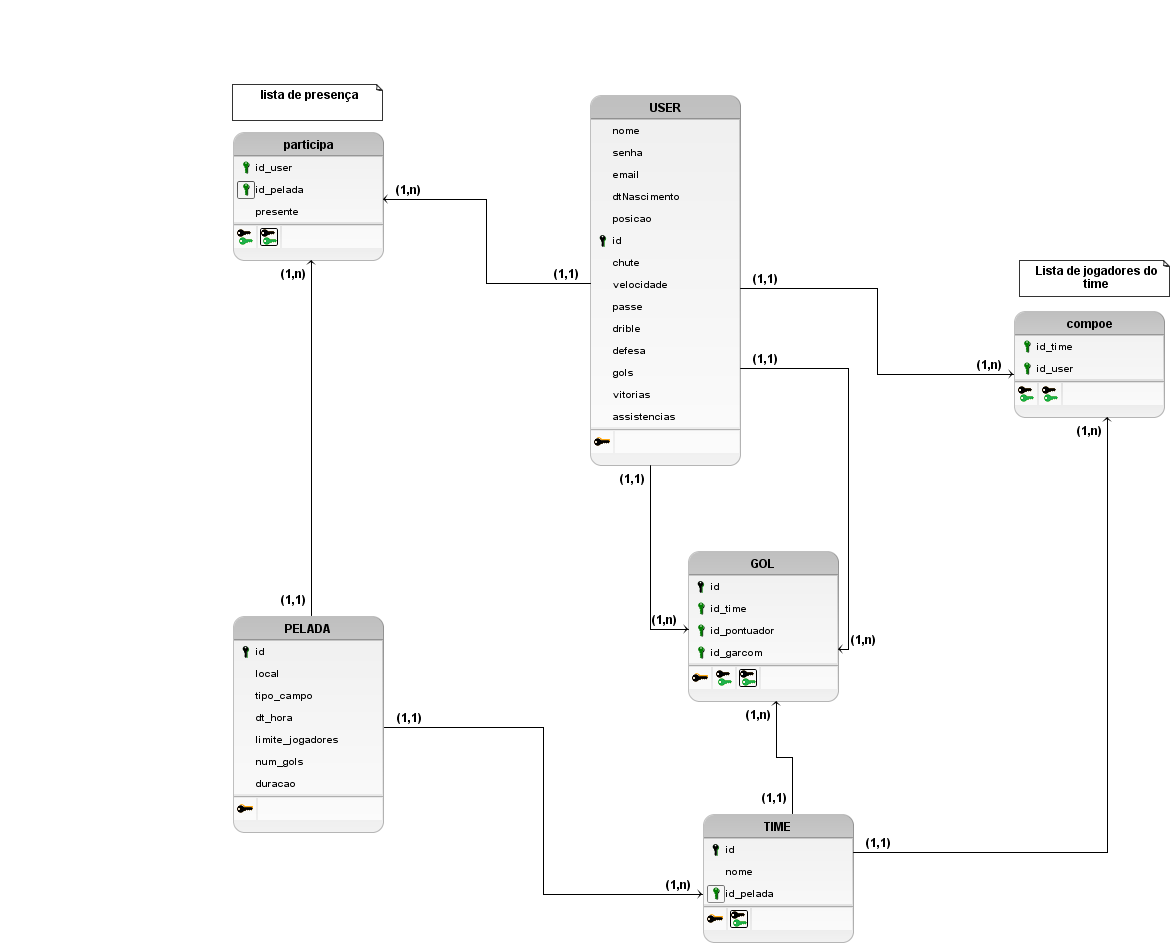 lista de presença
participa
id_user
id_pelada
presente
(1,n)
(1,n)
USER
nome
senha
email
dtNascimento
posicao
id
chute
velocidade
passe
drible
defesa
gols
vitorias
assistencias
(1,1)
(1,1)
(1,1)
(1,1)
Lista de jogadores do
time
compoe
id_time
id_user
(1,n)
(1,n)
GOL
id
id_time
id_pontuador
id_garcom
(1,n)
(1,n)
(1,n)
(1,1)
PELADA
id
local
tipo_campo
dt_hora
limite_jogadores
num_gols
duracao
(1,1)
(1,1)
TIME
id
nome
id_pelada
(1,1)
(1,n)